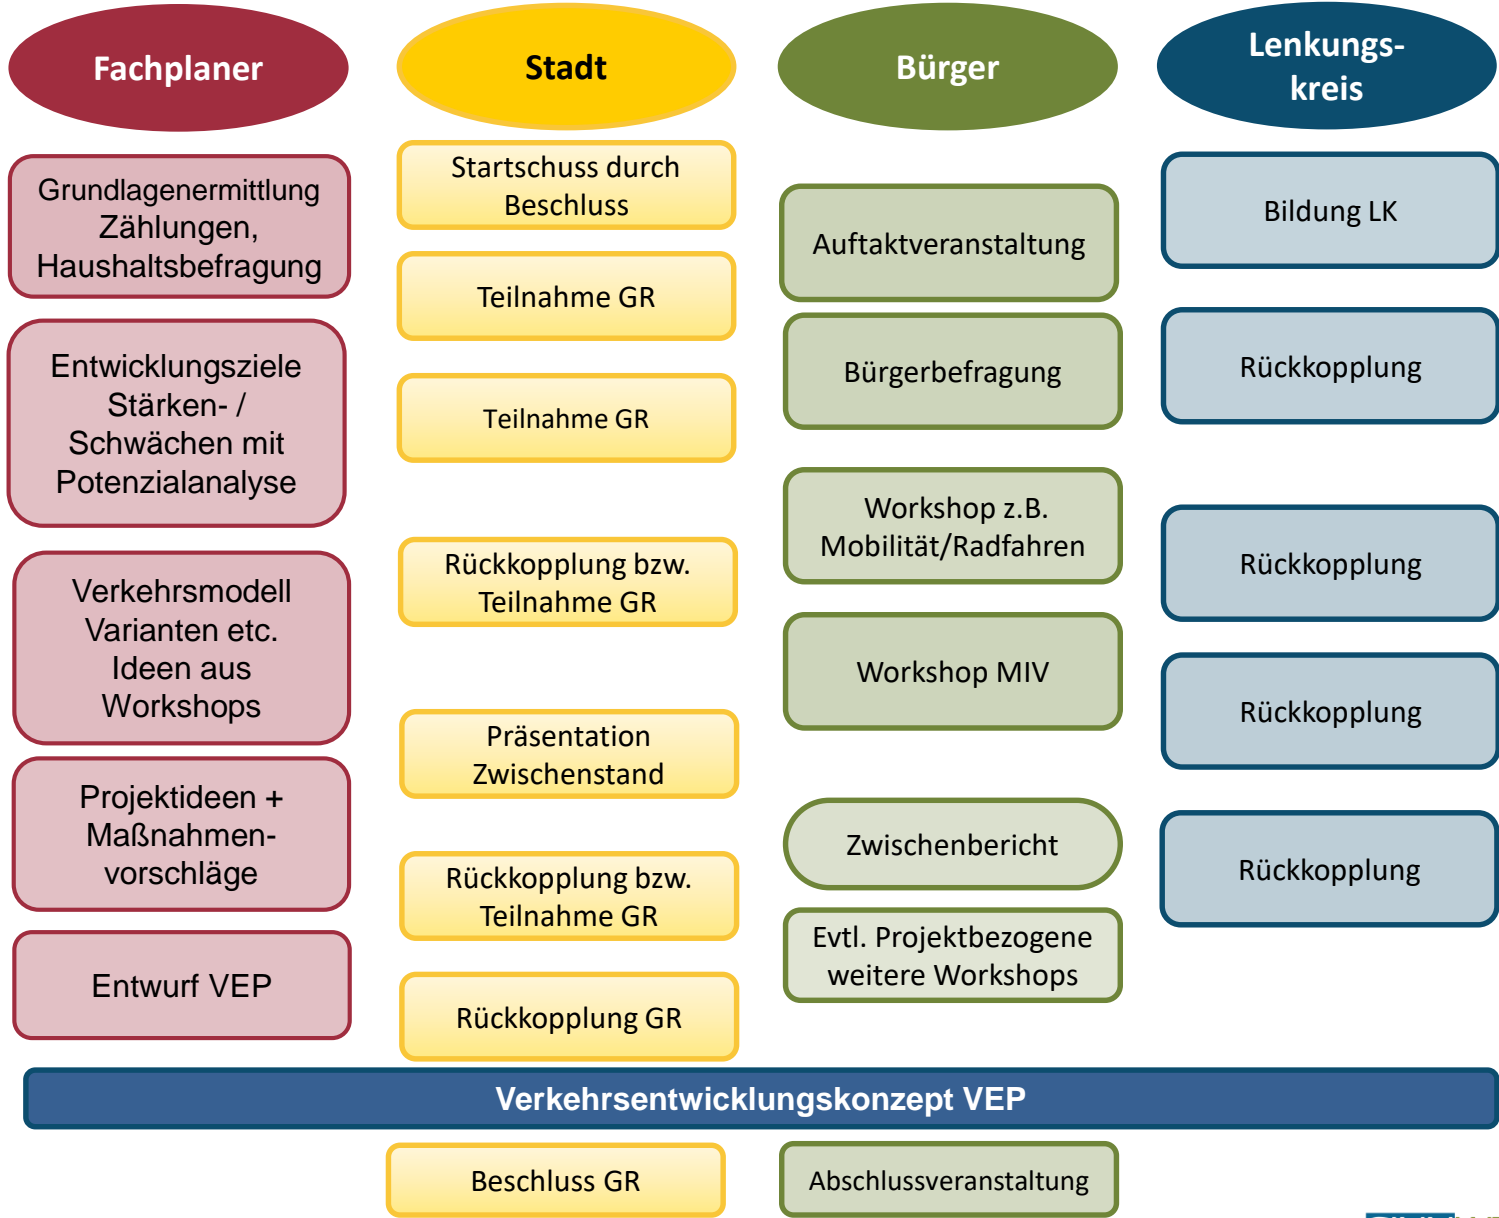 Fachplaner
Grundlagenermittlung
Zählungen,
Haushaltsbefragung
Entwicklungsziele
Stärken- /
Schwächen mit
Potenzialanalyse
Verkehrsmodell
Varianten etc.
Ideen aus
Workshops
Projektideen +
Maßnahmen-
vorschläge
Entwurf VEP
Stadt
Startschuss durch
Beschluss
Teilnahme GR
Teilnahme GR
Rückkopplung bzw.
Teilnahme GR
Präsentation
Zwischenstand
Rückkopplung bzw.
Teilnahme GR
Rückkopplung GR
Bürger
Auftaktveranstaltung
Bürgerbefragung
Workshop z.B.
Mobilität/Radfahren
Workshop MIV
Zwischenbericht
Evtl. Projektbezogene
weitere Workshops
Lenkungs-
kreis
Bildung LK
Rückkopplung
Rückkopplung
Rückkopplung
Rückkopplung
Verkehrsentwicklungskonzept VEP
Beschluss GR
Abschlussveranstaltung